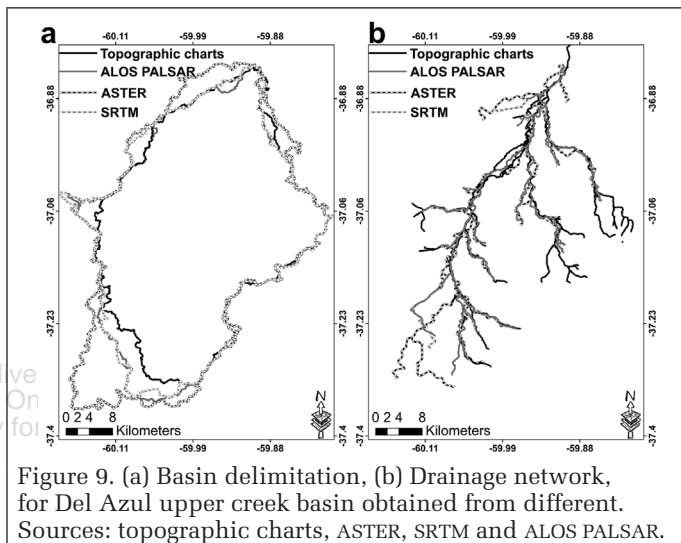 a
-60.11 -59.99 -59.88
Topographic charts
ALOS PALSAR
ASTER
SRTM
-36.88
-37.06
-37.23
-37.4
N
0 2 4 8
Kilometers
-60.11 -59.99 -59.88
b
-60.11 -59.99 -59.88
Topographic charts
ALOS PALSAR
ASTER
SRTM
-36.88
-37.06
-37.23
-37.4
N
0 2 4 8
Kilometers
-60.11 -59.99 -59.88
Figure 9. (a) Basin delimitation, (b) Drainage network,
for Del Azul upper creek basin obtained from different.
Sources: topographic charts, ASTER, SRTM and ALOS PALSAR.